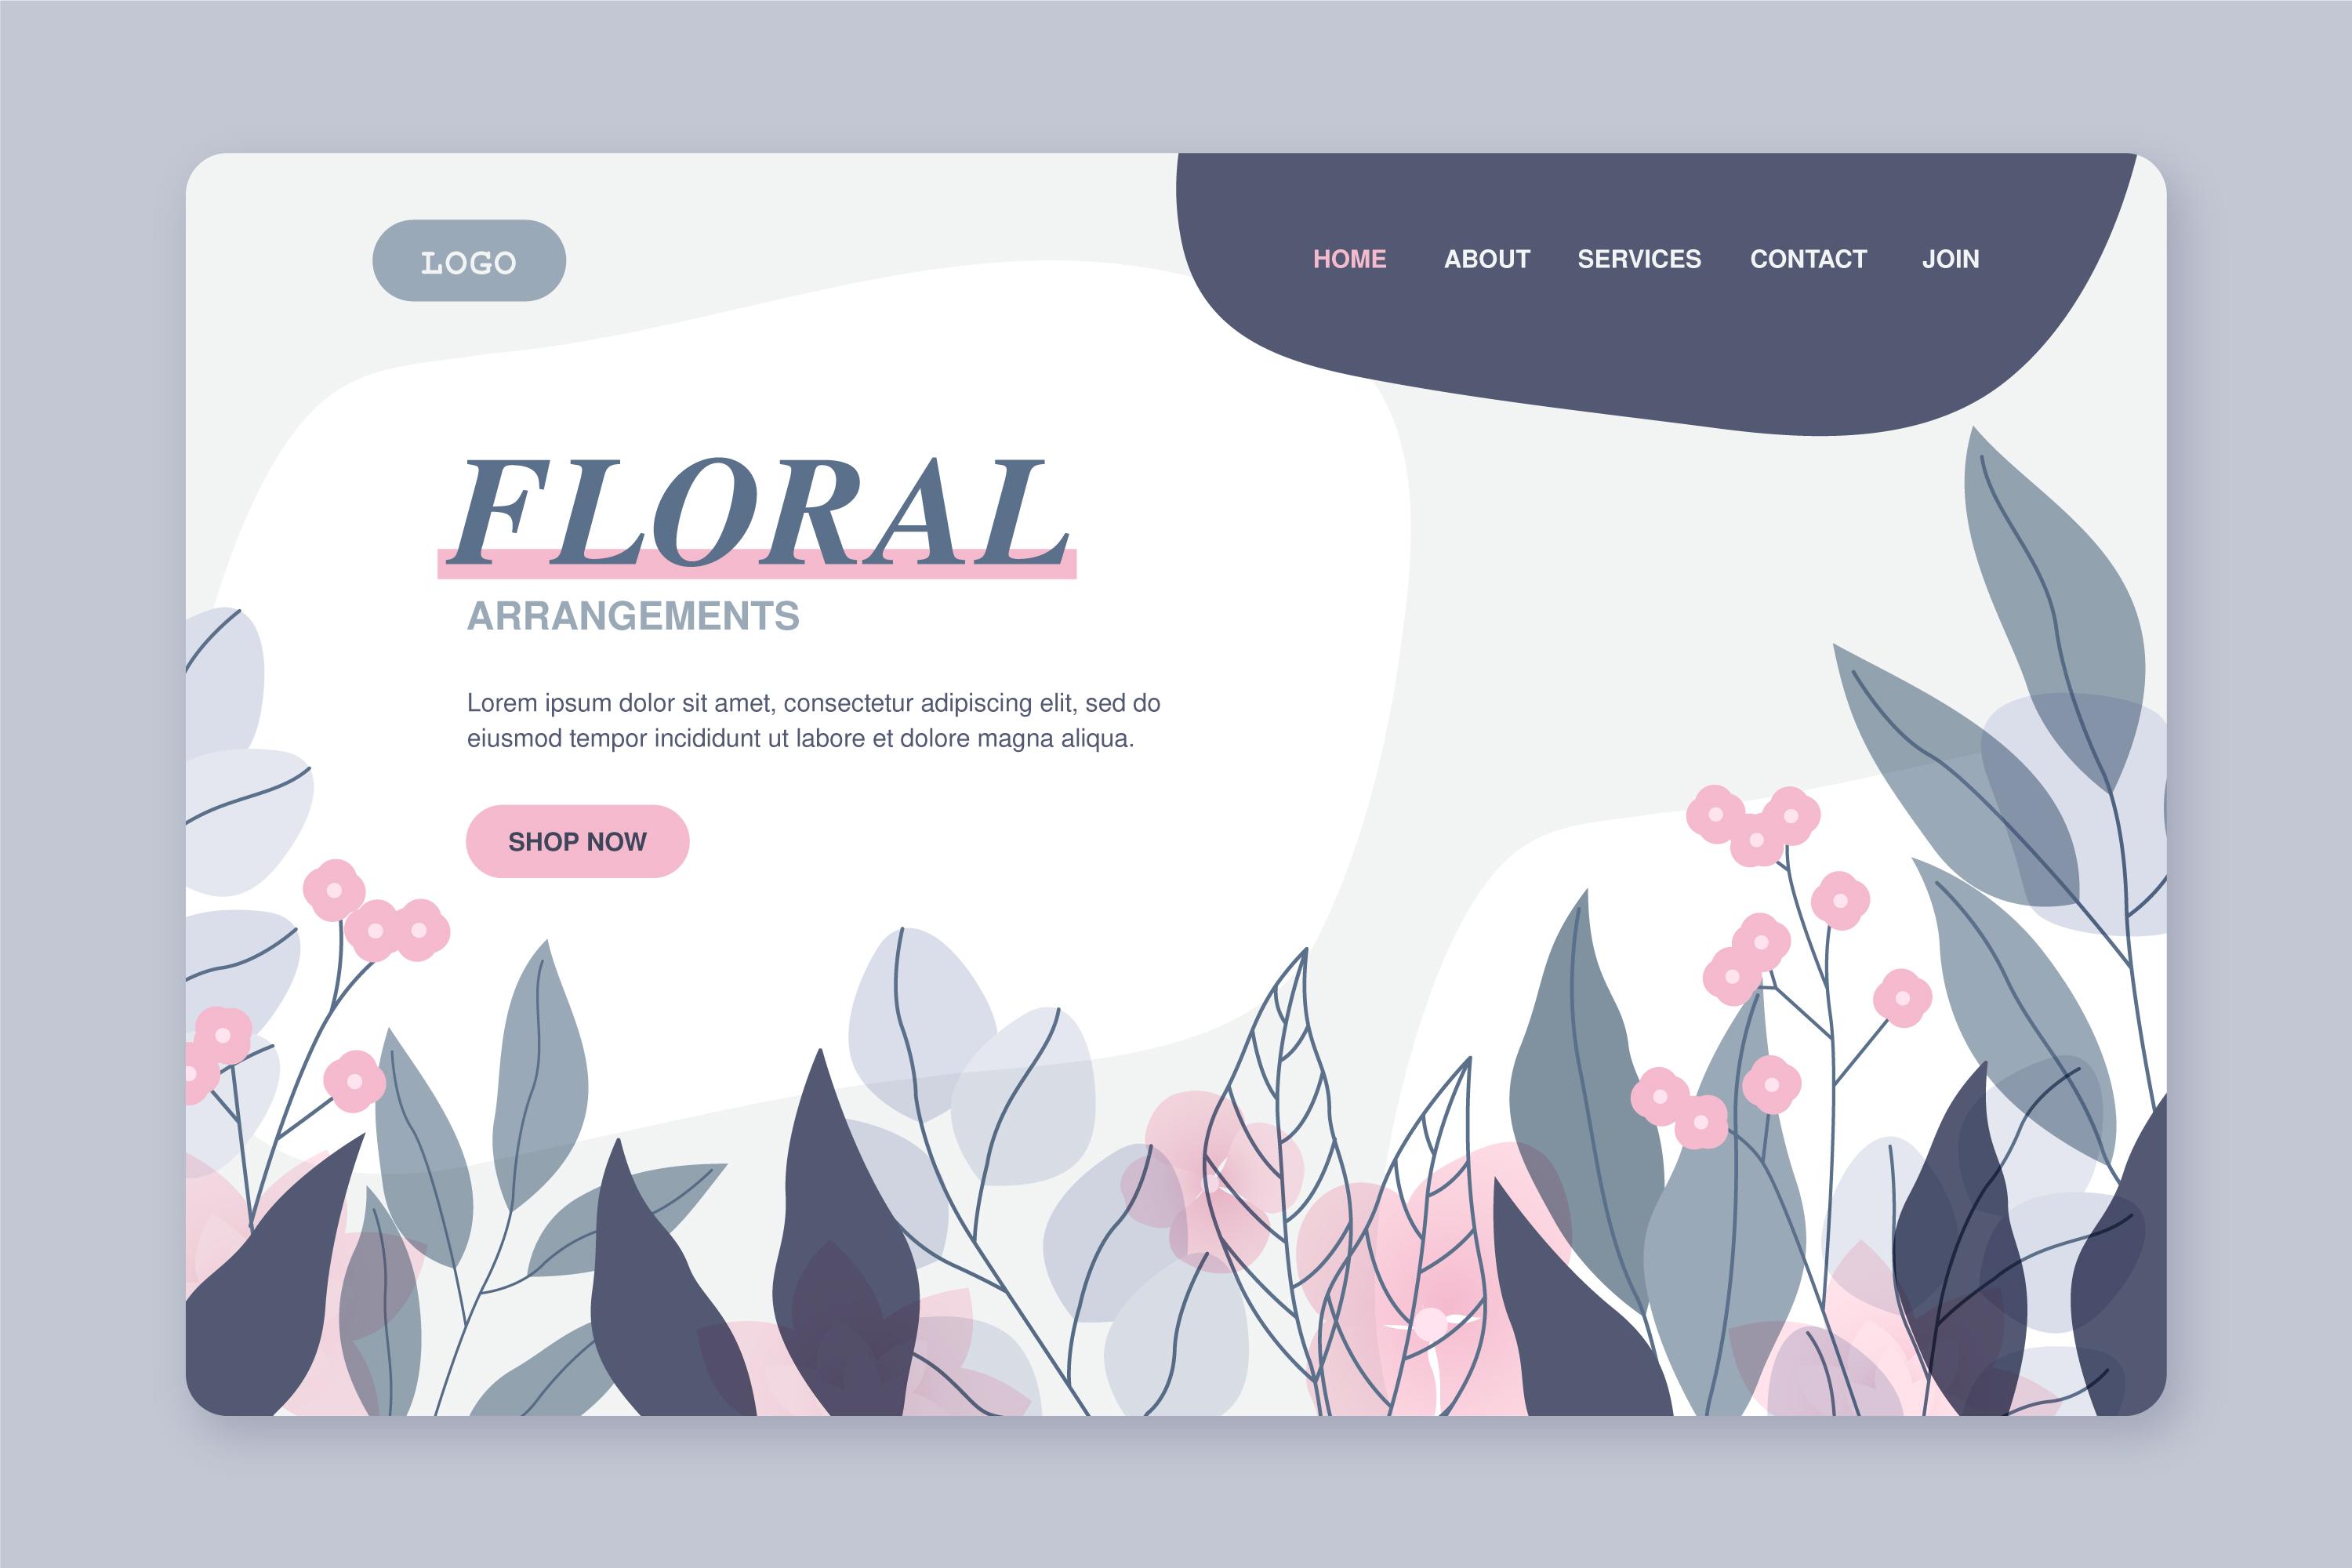 LOGO
HOME ABOUT SERVICES CONTACT JOIN
FLORAL
ARRANGEMENTS
Lorem ipsum dolor sit amet, consectetur adipiscing elit, sed do
eiusmod tempor incididunt ut labore et dolore magna aliqua.
SHOP NOW